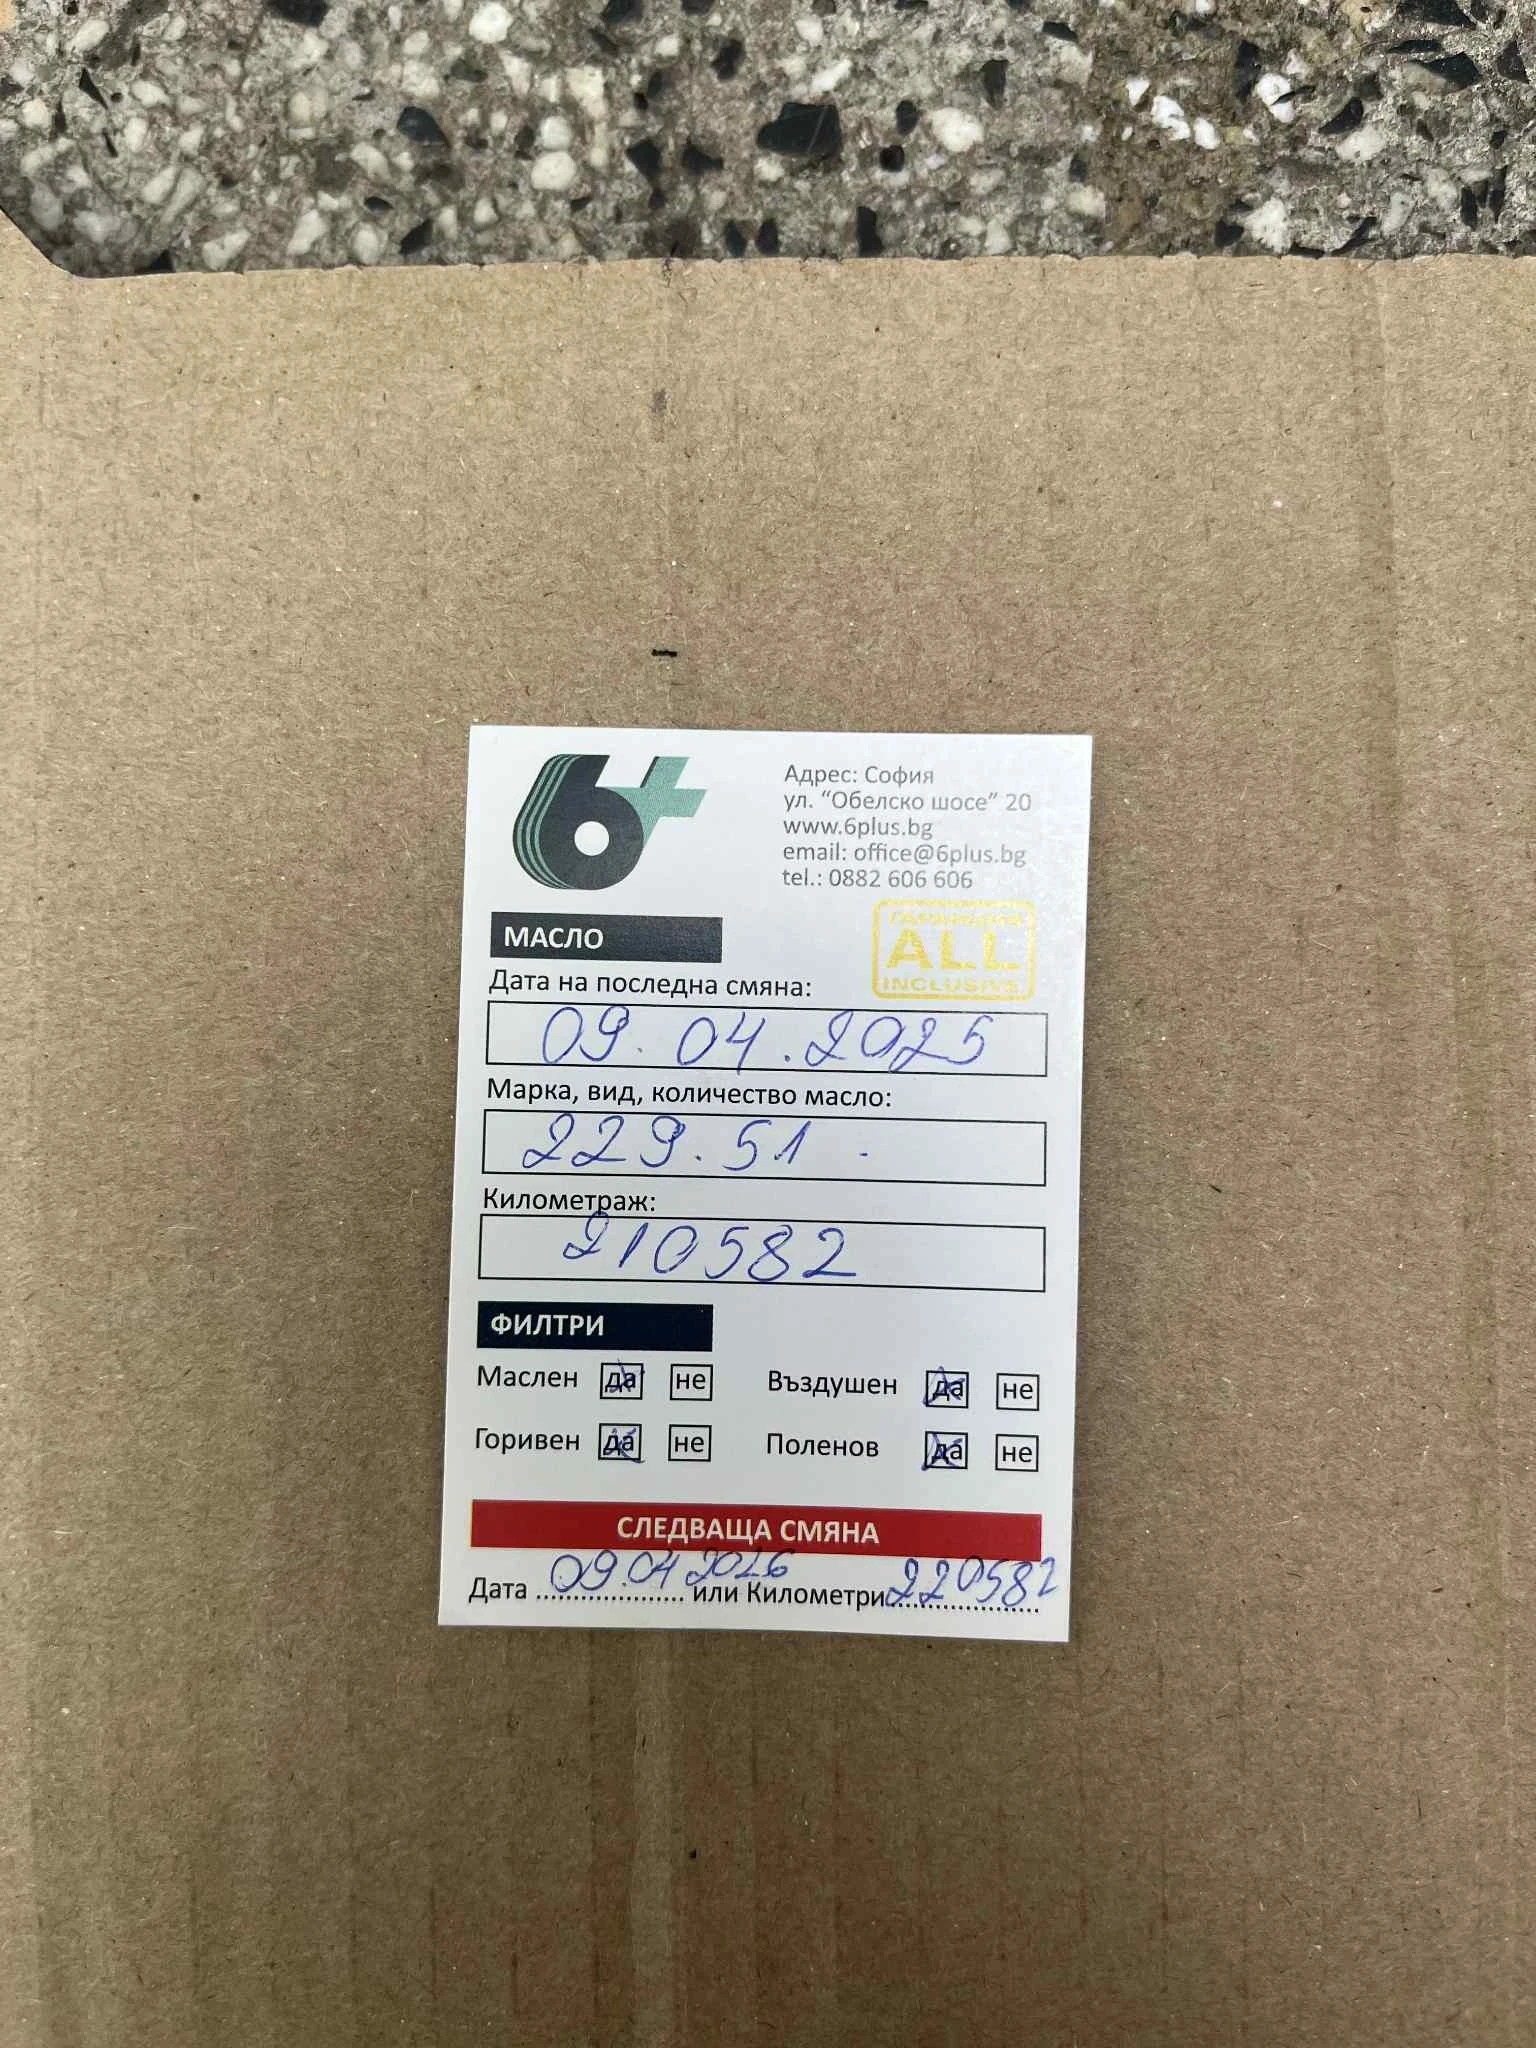 6+
Адрес: София
ул. “Обелско шосе” 20
www.6plus.bg
email: office@6plus.bg
tel.: 0882 606 606
ГАРАНЦИЯ
ALL
INCLUSIVE
МАСЛО
Дата на последна смяна:
09.04.2025
Марка, вид, количество масло:
229.51.
Километраж:
210582
ФИЛТРИ
Маслен да не Въздушен да не
Горивен да не Поленов да не
СЛЕДВАЩА СМЯНА
Дата 09.04 2026 или Километри 220582